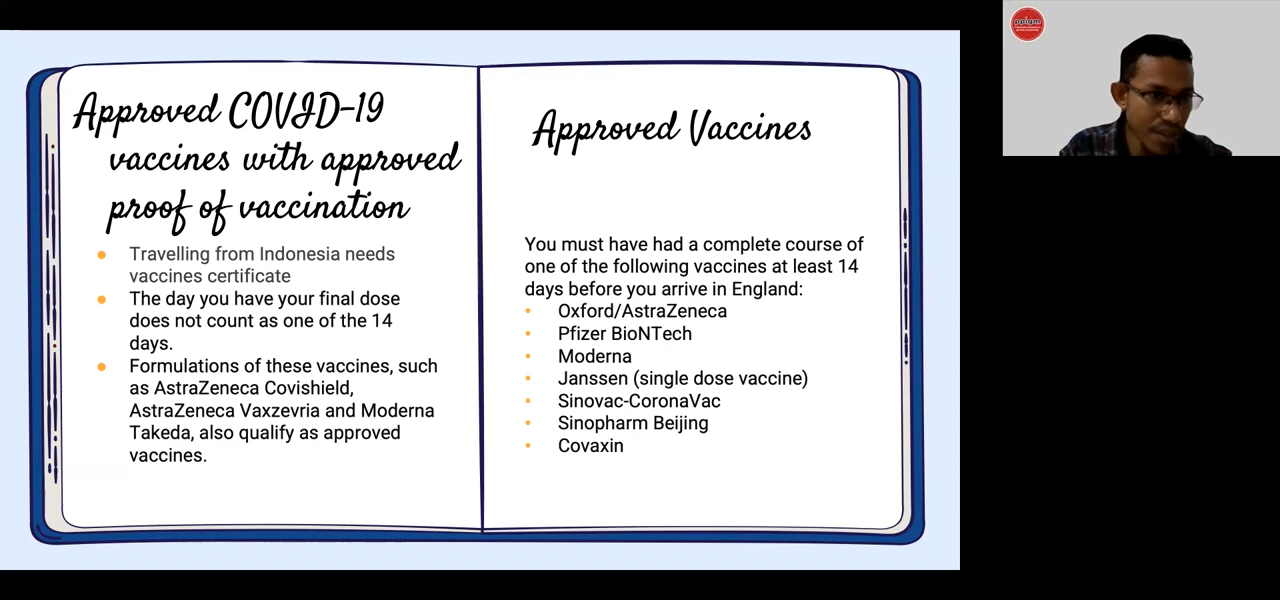 Approved COVID-19
vaccines with approved
proof of vaccination
Travelling from Indonesia needs
vaccines certificate
The day you have your final dose
does not count as one of the 14
days.
Formulations of these vaccines, such
as AstraZeneca Covishield,
AstraZeneca Vaxzevria and Moderna
Takeda, also qualify as approved
vaccines.
Approved Vaccines
You must have had a complete course of
one of the following vaccines at least 14
days before you arrive in England:
Oxford/AstraZeneca
Pfizer BioNTech
Moderna
Janssen (single dose vaccine)
Sinovac-CoronaVac
Sinopharm Beijing
Covaxin
ppigm